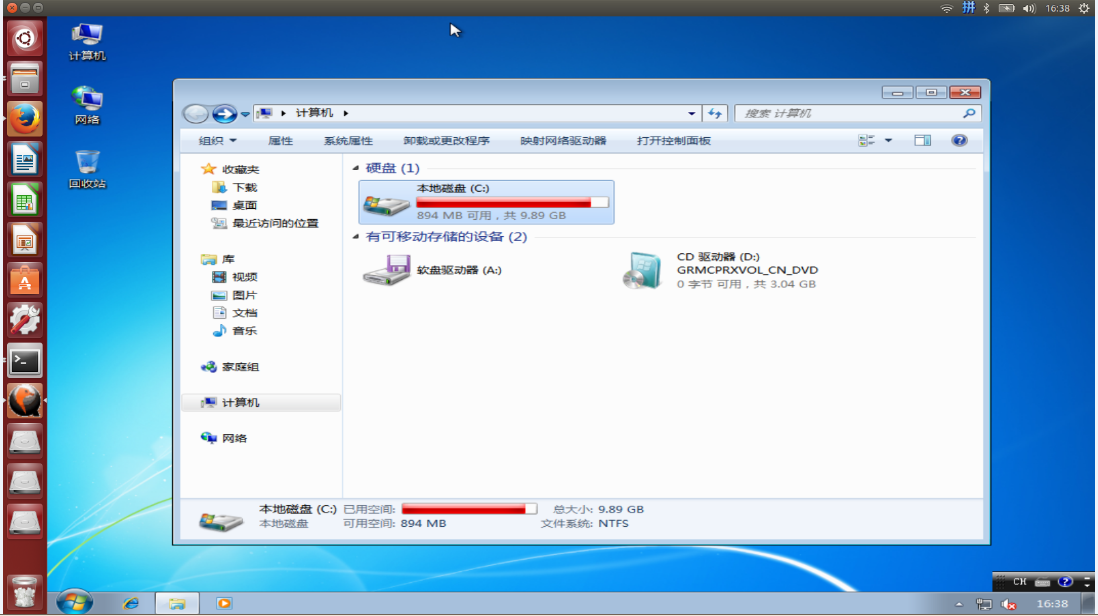 拼 16:38
计算机
网络
回收站
计算机
搜索 计算机
组织 属性 系统属性 卸载或更改程序 映射网络驱动器 打开控制面板
收藏夹
下载
桌面
最近访问的位置
库
视频
图片
文档
音乐
家庭组
计算机
网络
硬盘 (1)
本地磁盘 (C:)
894 MB 可用，共 9.89 GB
有可移动存储的设备 (2)
软盘驱动器 (A:)
CD 驱动器 (D:)
GRMCPRXVOL_CN_DVD
0 字节 可用，共 3.04 GB
本地磁盘 (C:) 已用空间: 总大小: 9.89 GB
本地磁盘 可用空间: 894 MB 文件系统: NTFS
CH
16:38